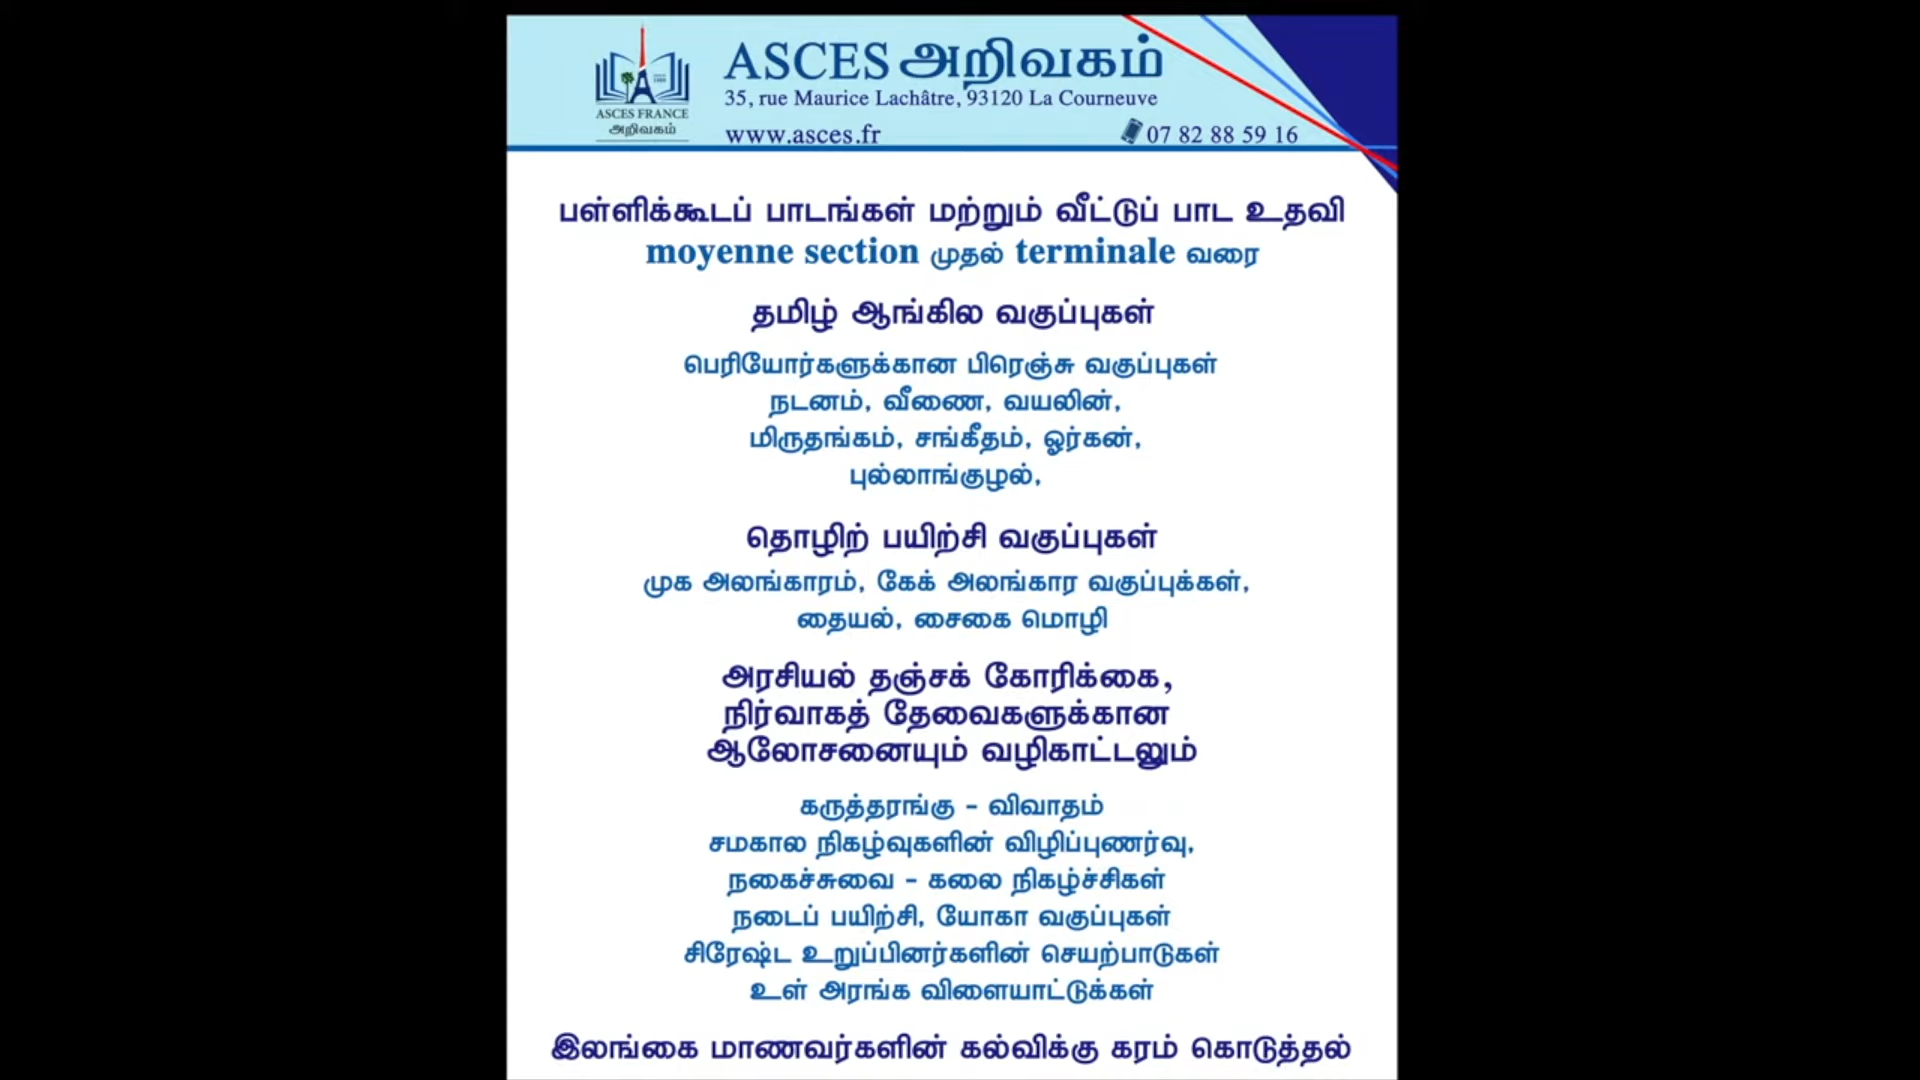 ASCES FRANCE
அறிவகம்
ASCES அறிவகம்
35, rue Maurice Lachâtre, 93120 La Courneuve
www.asces.fr
07 82 88 59 16
பள்ளிக்கூடப் பாடங்கள் மற்றும் வீட்டுப் பாட உதவி
moyenne section முதல் terminale வரை
தமிழ் ஆங்கில வகுப்புகள்
பெரியோர்களுக்கான பிரெஞ்சு வகுப்புகள்
நடனம், வீணை, வயலின்,
மிருதங்கம், சங்கீதம், ஓர்கன்,
புல்லாங்குழல்,
தொழிற் பயிற்சி வகுப்புகள்
முக அலங்காரம், கேக் அலங்கார வகுப்புக்கள்,
தையல், சைகை மொழி
அரசியல் தஞ்சக் கோரிக்கை,
நிர்வாகத் தேவைகளுக்கான
ஆலோசனையும் வழிகாட்டலும்
கருத்தரங்கு - விவாதம்
சமகால நிகழ்வுகளின் விழிப்புணர்வு,
நகைச்சுவை - கலை நிகழ்ச்சிகள்
நடைப் பயிற்சி, யோகா வகுப்புகள்
சிரேஷ்ட உறுப்பினர்களின் செயற்பாடுகள்
உள் அரங்க விளையாட்டுக்கள்
இலங்கை மாணவர்களின் கல்விக்கு கரம் கொடுத்தல்